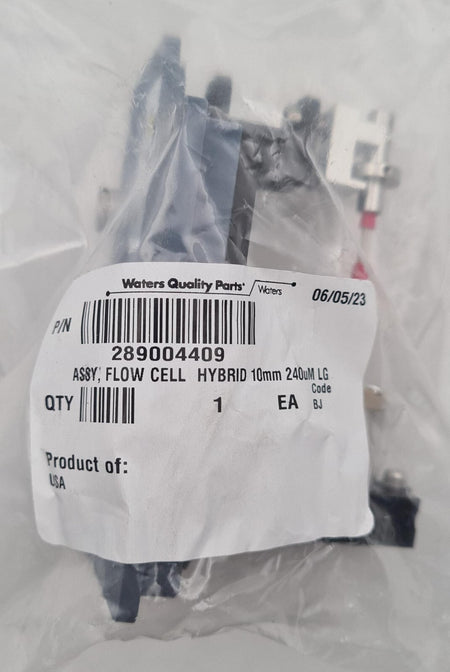 Waters Quality Parts® Waters 06/05/23
P/N
289004409
ASSY, FLOW CELL HYBRID 10mm 240uM LG
Code
QTY 1 EA BJ
Product of:
USA